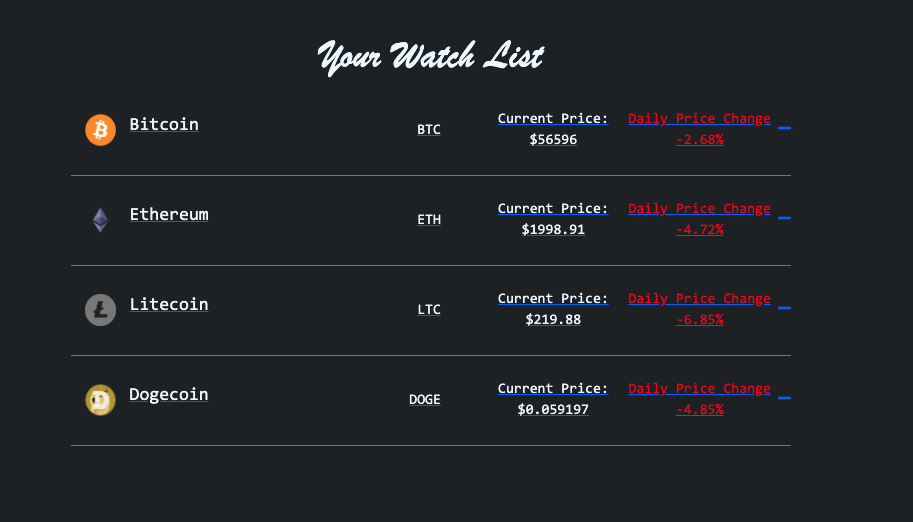 Your Watch List
Bitcoin BTC Current Price: Daily Price Change
$56596 -2.68%
Ethereum ETH Current Price: Daily Price Change
$1998.91 -4.72%
Litecoin LTC Current Price: Daily Price Change
$219.88 -6.85%
Dogecoin DOGE Current Price: Daily Price Change
$0.059197 -4.85%